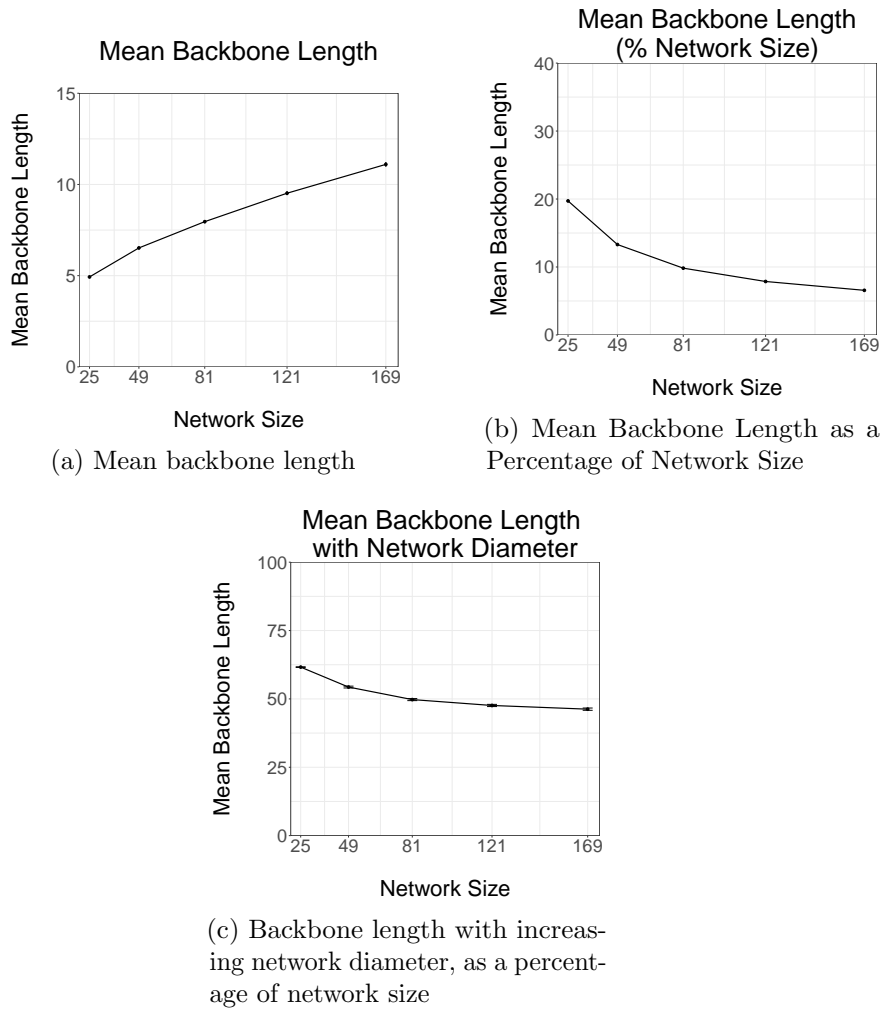 Mean Backbone Length
Mean Backbone Length
15
10
5
0
25 49 81 121 169
Network Size
(a) Mean backbone length
Mean Backbone Length
(% Network Size)
Mean Backbone Length
40
30
20
10
0
25 49 81 121 169
Network Size
(b) Mean Backbone Length as a
Percentage of Network Size
Mean Backbone Length
with Network Diameter
Mean Backbone Length
100
75
50
25
0
25 49 81 121 169
Network Size
(c) Backbone length with increas-
ing network diameter, as a percent-
age of network size